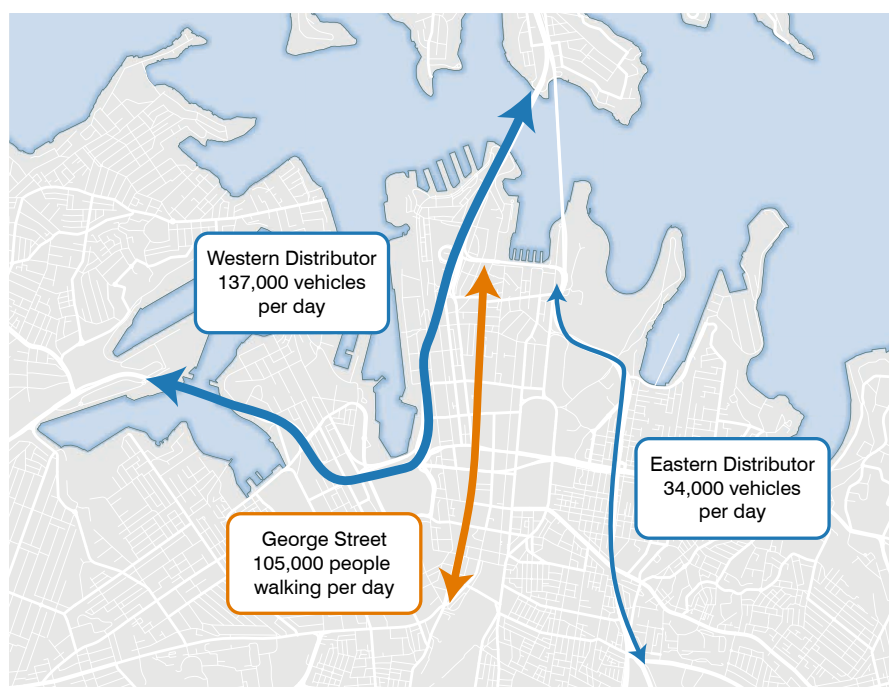 Western Distributor
137,000 vehicles
per day
Eastern Distributor
34,000 vehicles
per day
George Street
105,000 people
walking per day